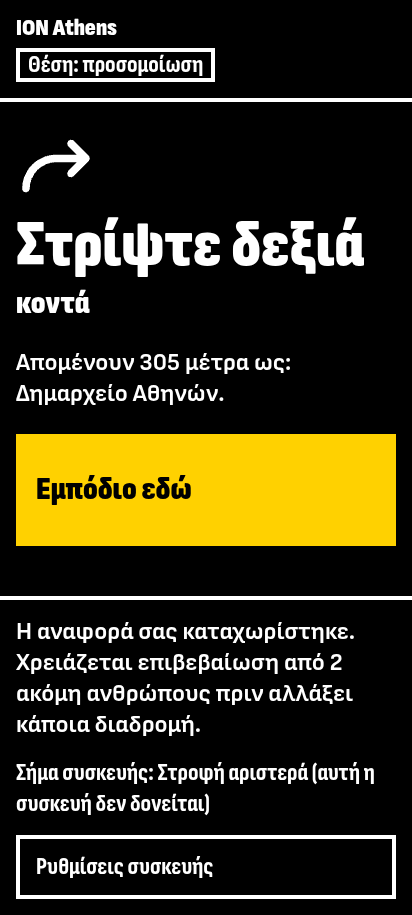 ION Athens
Θέση: προσομοίωση
Στρίψτε δεξιά
κοντά
Απομένουν 305 μέτρα ως:
Δημαρχείο Αθηνών.
Εμπόδιο εδώ
Η αναφορά σας καταχωρίστηκε.
Χρειάζεται επιβεβαίωση από 2
ακόμη ανθρώπους πριν αλλάξει
κάποια διαδρομή.
Σήμα συσκευής: Στροφή αριστερά (αυτή η
συσκευή δεν δονείται)
Ρυθμίσεις συσκευής